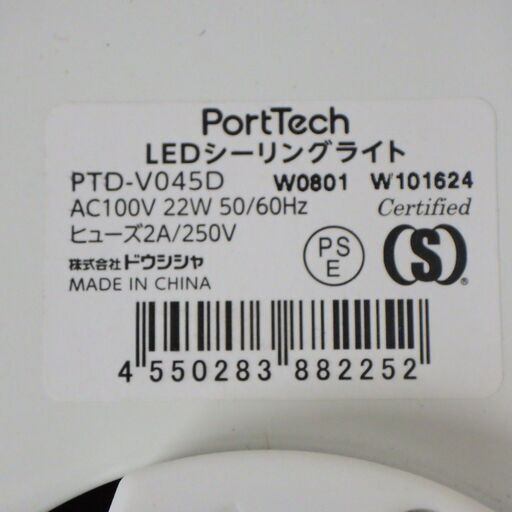 PortTech
LEDシーリングライト
PTD-V045D W0801 W101624
AC100V 22W 50/60Hz Certified
ヒューズ2A/250V
PS
E
S
®
株式会社ドウシシャ
MADE IN CHINA
4 550283 882252